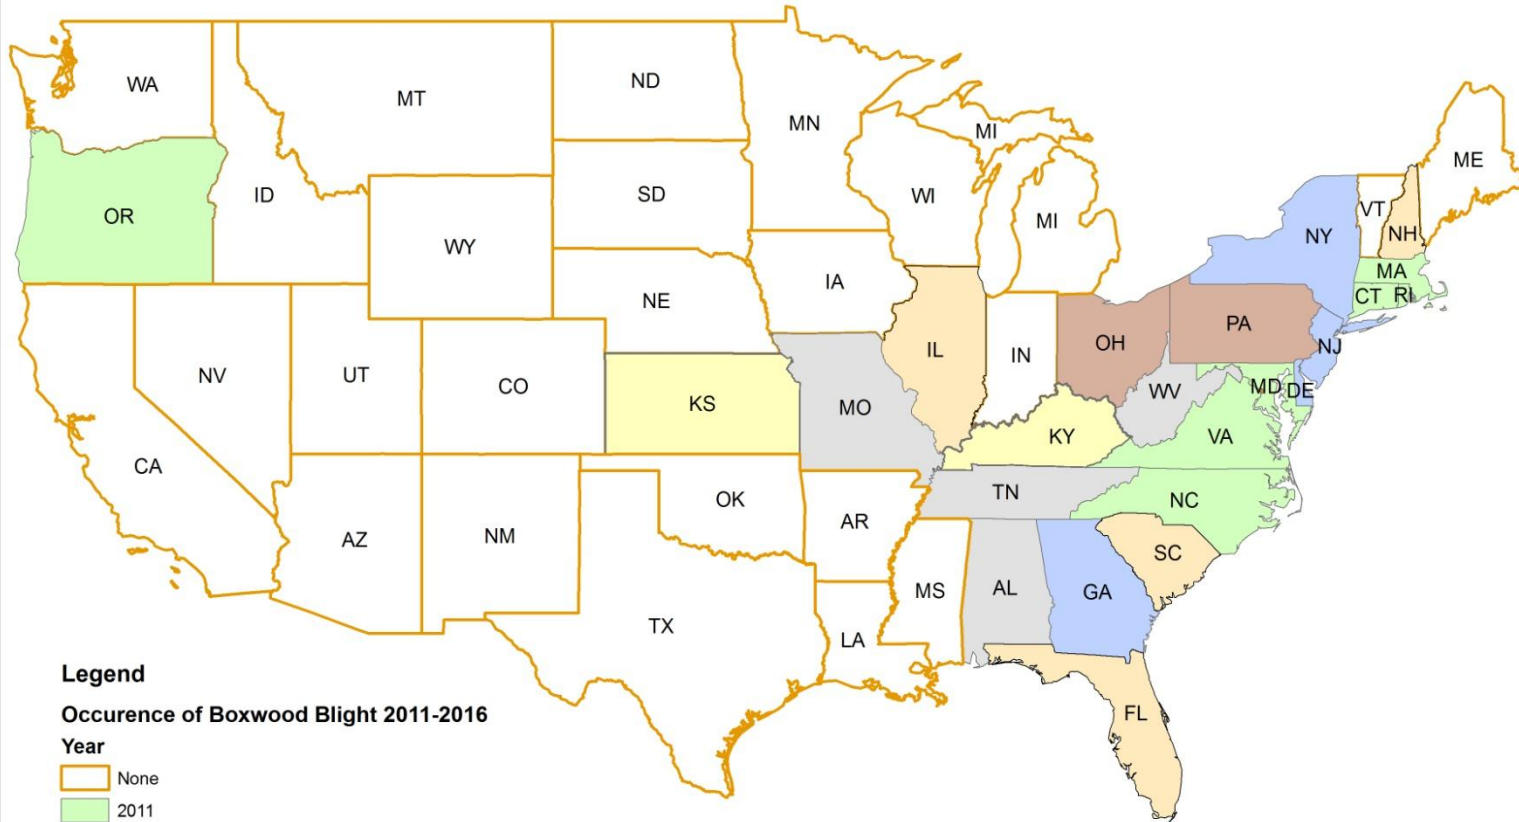 WA
MT
ND
MN
MI
ME
OR
ID
SD
WI
MI
VT
NH
NY
WY
MA
CT RI
IA
NE
PA
OH
NJ
IL
IN
NV
UT
CO
KS
MO
WV
MD DE
KY
VA
CA
TN
NC
OK
AR
AZ
NM
SC
MS
AL
GA
TX
LA
FL
Legend
Occurence of Boxwood Blight 2011-2016
Year
None
2011